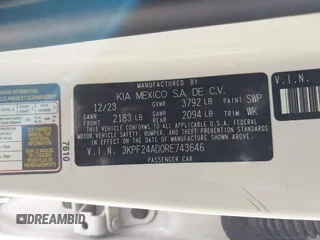 MANUFACTURED BY
KIA MEXICO S.A. DE C.V.
12/23 GVWR 3792 LB PAINT SWP
GAWR FRONT 2183 LB GAWR REAR 2094 LB TRIM WK
THIS VEHICLE CONFORMS TO ALL APPLICABLE U.S.A. FEDERAL
MOTOR VEHICLE SAFETY, BUMPER, AND THEFT PREVENTION
STANDARDS IN EFFECT ON THE DATE OF MANUFACTURE
SHOWN ABOVE.
V.I.N. 3KPF24AD0RE743646
PASSENGER CAR
7610
V.I.N.
DREAMBID